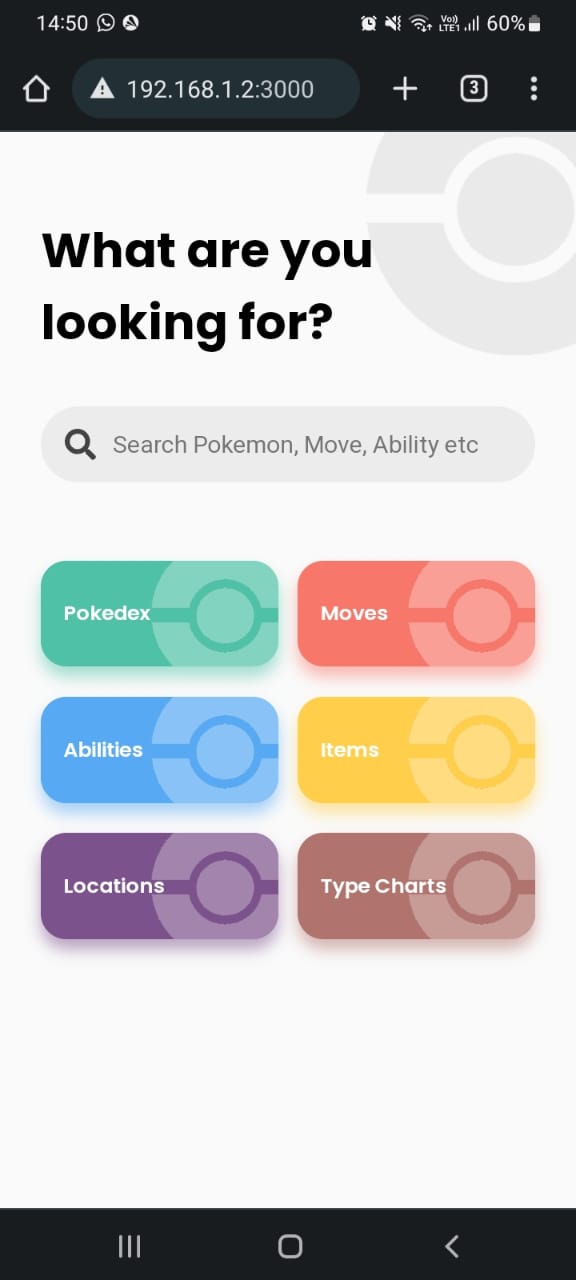 14:50 Vo)) LTE1 60%
192.168.1.2:3000 3
What are you
looking for?
Search Pokemon, Move, Ability etc
Pokedex Moves
Abilities Items
Locations Type Charts